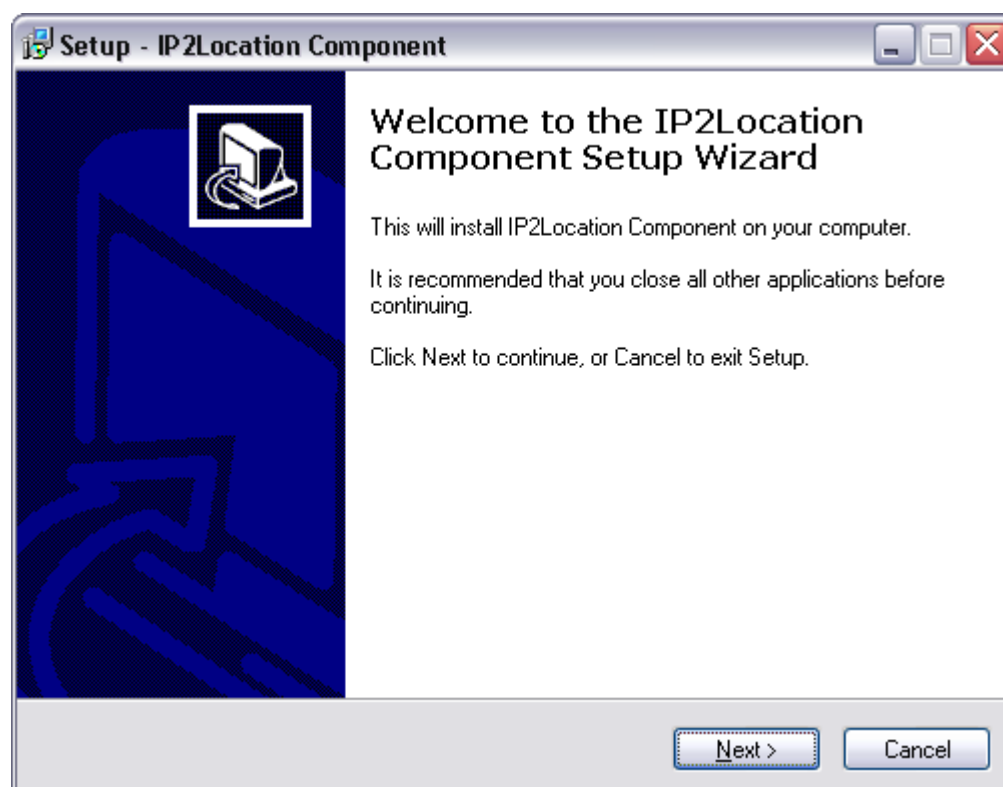 Setup - IP2Location Component
Welcome to the IP2Location
Component Setup Wizard
This will install IP2Location Component on your computer.
It is recommended that you close all other applications before
continuing.
Click Next to continue, or Cancel to exit Setup.
Next >
Cancel